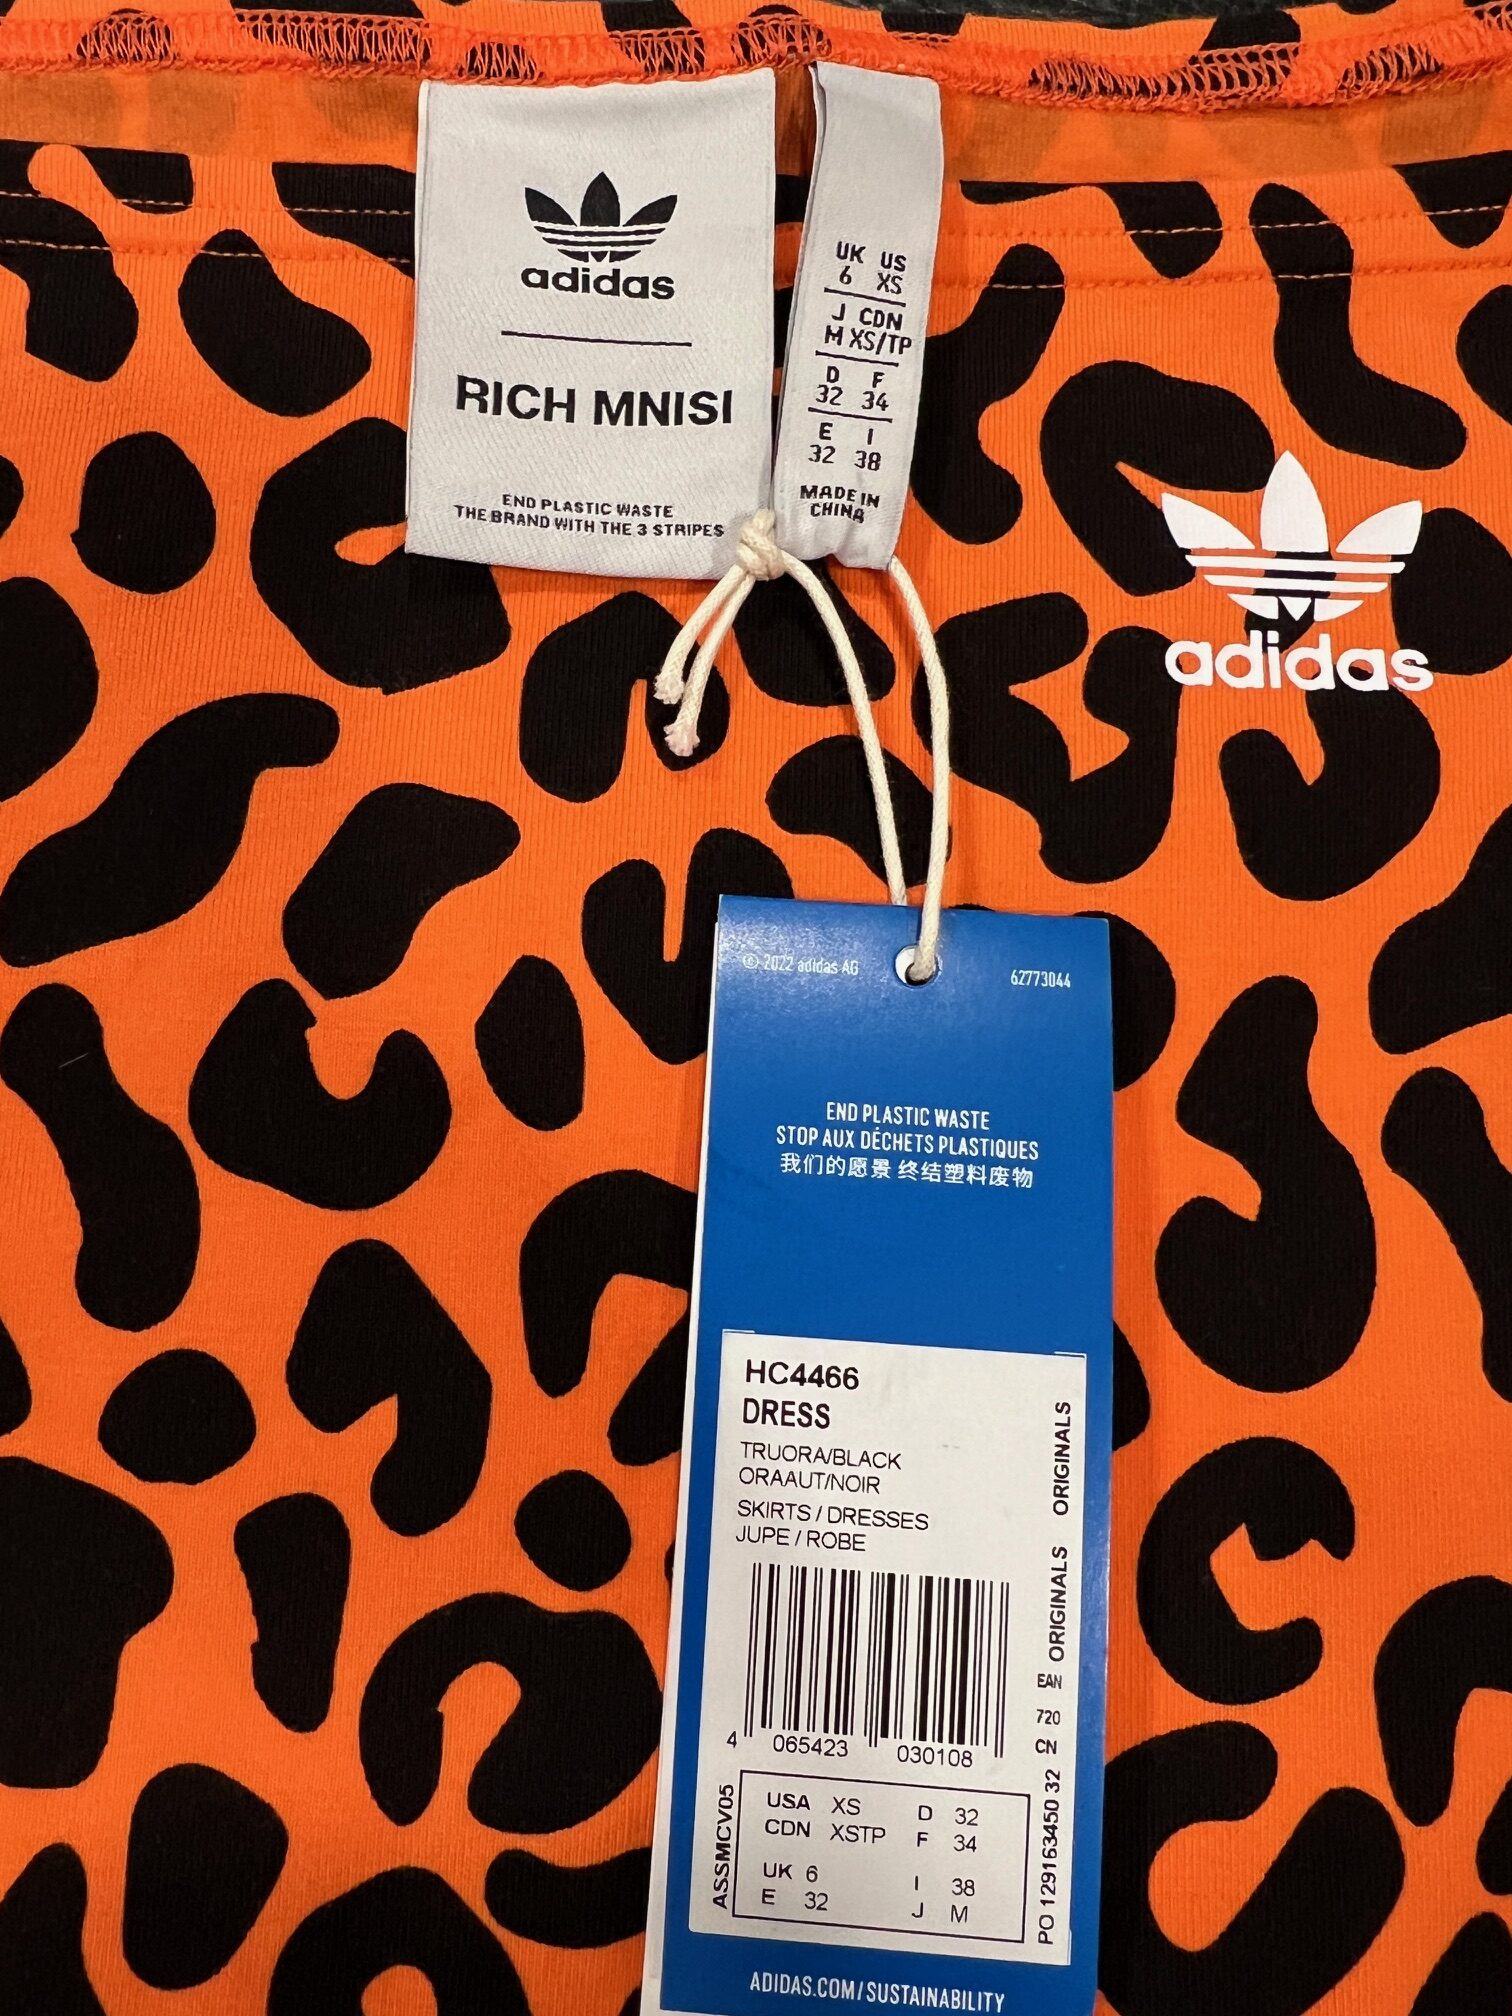 adidas
RICH MNISI
END PLASTIC WASTE
THE BRAND WITH THE 3 STRIPES
UK US
6 XS
J CDN
M XS/TP
D F
32 34
E I
32 38
MADE IN
CHINA
adidas
© 2022 adidas AG
62773044
END PLASTIC WASTE
STOP AUX DÉCHETS PLASTIQUES
我们的愿景 终结塑料废物
HC4466
DRESS
TRUORA/BLACK
ORAAUT/NOIR
SKIRTS / DRESSES
JUPE / ROBE
ORIGINALS
ORIGINALS
EAN
720
CN
PO 129163450 32
4 065423 030108
ASSMCV05
USA XS D 32
CDN XSTP F 34
UK 6 I 38
E 32 J M
ADIDAS.COM/SUSTAINABILITY